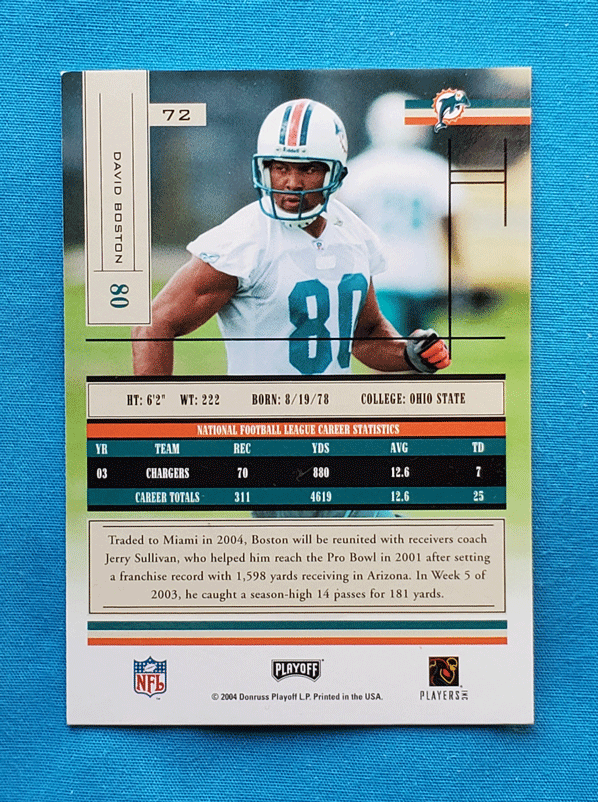 72
DAVID BOSTON 80
80
HT: 6'2" WT: 222 BORN: 8/19/78 COLLEGE: OHIO STATE
NATIONAL FOOTBALL LEAGUE CAREER STATISTICS
YR TEAM REC YDS AVG TD
03 CHARGERS 70 880 12.6 7
CAREER TOTALS 311 4619 12.6 25
Traded to Miami in 2004, Boston will be reunited with receivers coach
Jerry Sullivan, who helped him reach the Pro Bowl in 2001 after setting
a franchise record with 1,598 yards receiving in Arizona. In Week 5 of
2003, he caught a season-high 14 passes for 181 yards.
NFL
PLAYOFF
PLAYERS INC
© 2004 Donruss Playoff L.P. Printed in the USA.